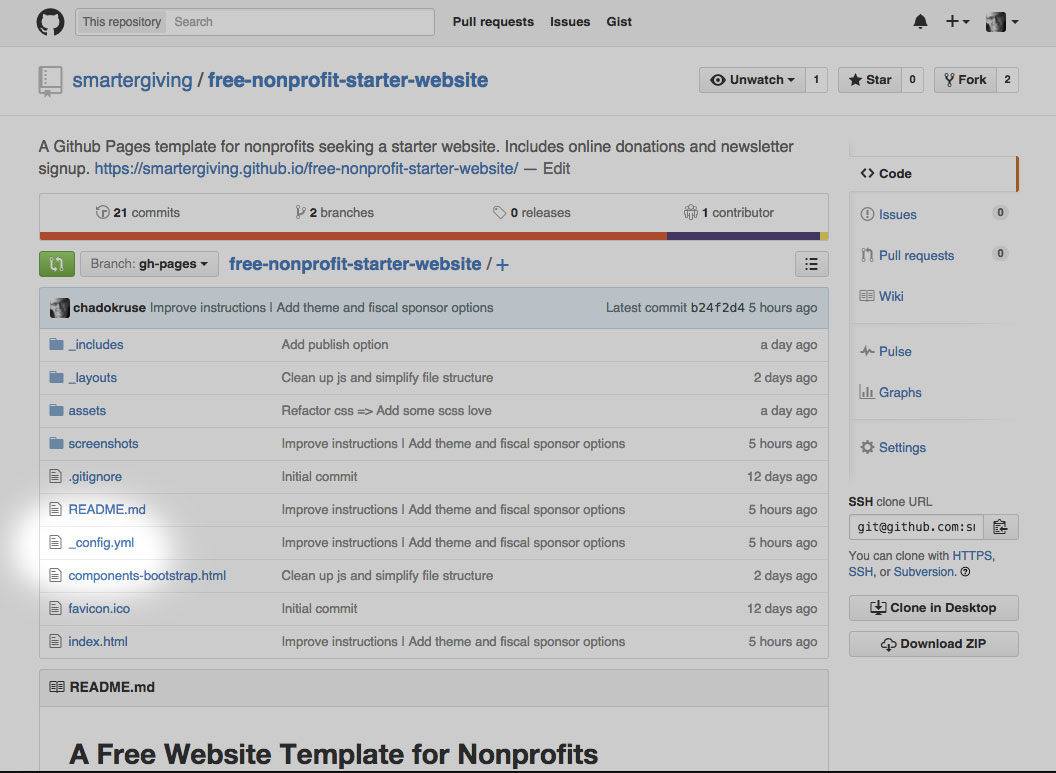 This repository Search Pull requests Issues Gist
smartergiving / free-nonprofit-starter-website Unwatch 1 Star 0 Fork 2
A Github Pages template for nonprofits seeking a starter website. Includes online donations and newsletter
signup. https://smartergiving.github.io/free-nonprofit-starter-website/ — Edit
21 commits 2 branches 0 releases 1 contributor
Branch: gh-pages free-nonprofit-starter-website / +
chadokruse Improve instructions | Add theme and fiscal sponsor options Latest commit b24f2d4 5 hours ago
_includes Add publish option a day ago
_layouts Clean up js and simplify file structure 2 days ago
assets Refactor css => Add some scss love a day ago
screenshots Improve instructions | Add theme and fiscal sponsor options 5 hours ago
.gitignore Initial commit 12 days ago
README.md Improve instructions | Add theme and fiscal sponsor options 5 hours ago
_config.yml Improve instructions | Add theme and fiscal sponsor options 5 hours ago
components-bootstrap.html Clean up js and simplify file structure 2 days ago
favicon.ico Initial commit 12 days ago
index.html Improve instructions | Add theme and fiscal sponsor options 5 hours ago
README.md
A Free Website Template for Nonprofits
Code
Issues 0
Pull requests 0
Wiki
Pulse
Graphs
Settings
SSH clone URL
git@github.com:s
You can clone with HTTPS,
SSH, or Subversion.
Clone in Desktop
Download ZIP